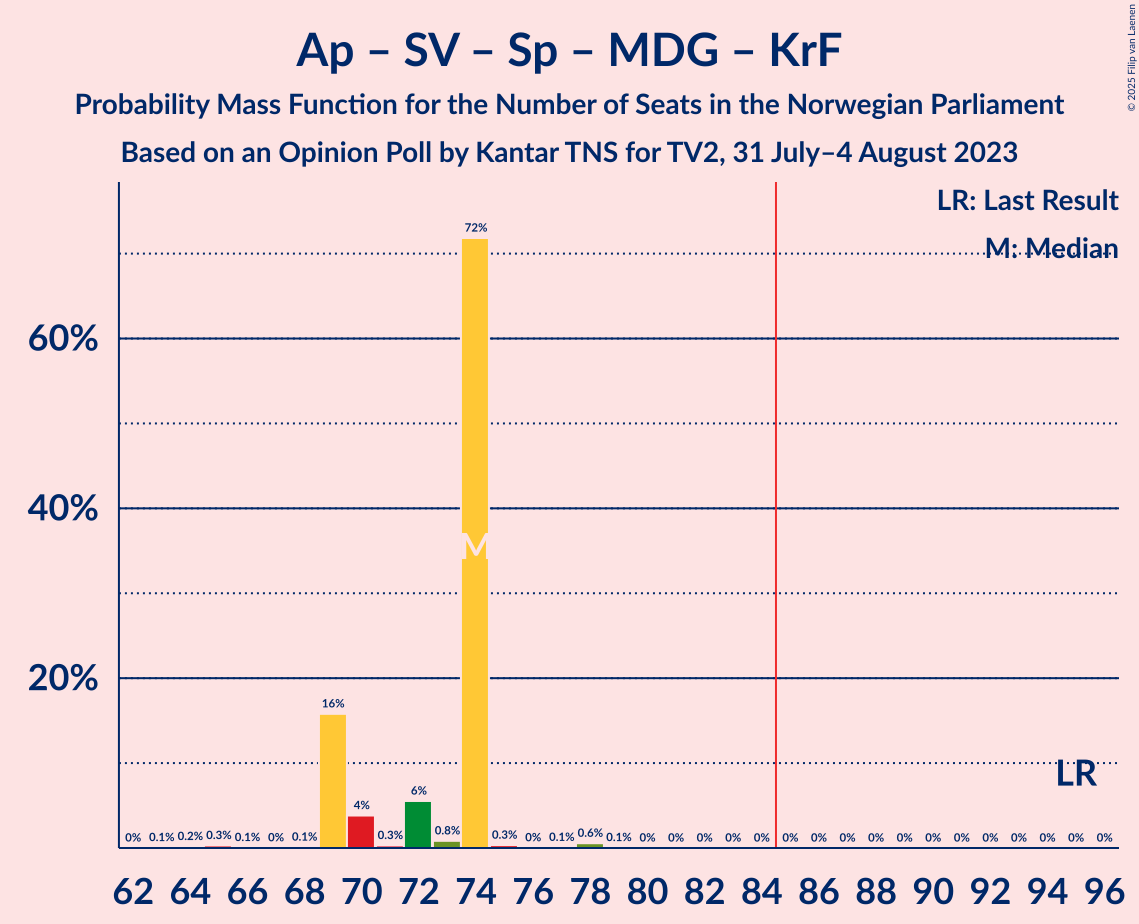 Ap – SV – Sp – MDG – KrF
Probability Mass Function for the Number of Seats in the Norwegian Parliament
Based on an Opinion Poll by Kantar TNS for TV2, 31 July–4 August 2023
© 2025 Filip van Laenen
LR: Last Result
M: Median
72%
60%
40%
M
20%
16%
LR
6%
4%
0% 0.1% 0.2% 0.3% 0.1% 0% 0.1% 0.3% 0.8% 0.3% 0% 0.1% 0.6% 0.1% 0% 0% 0% 0% 0% 0% 0% 0% 0% 0% 0% 0% 0% 0% 0% 0% 0%
62 64 66 68 70 72 74 76 78 80 82 84 86 88 90 92 94 96